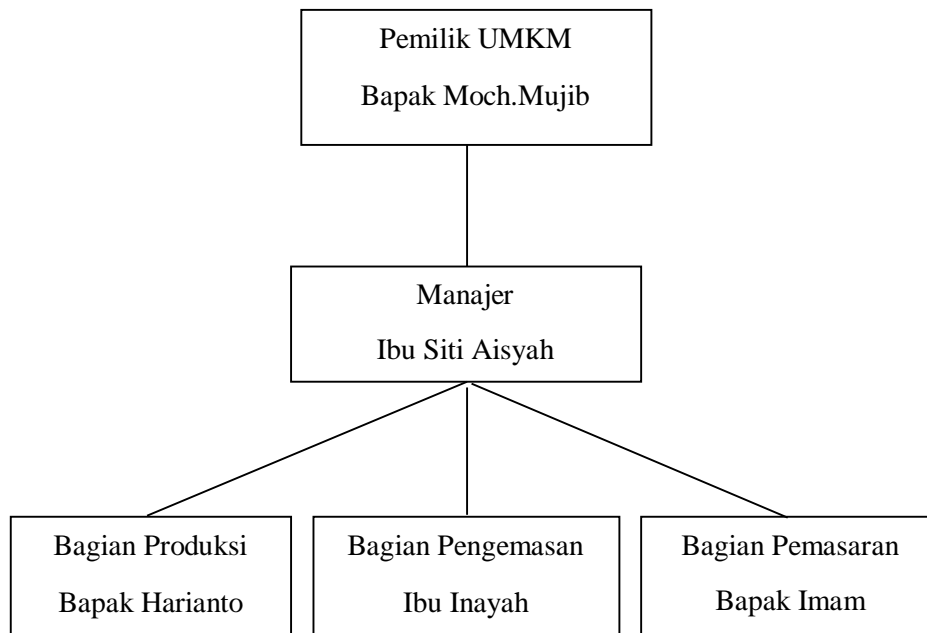 Pemilik UMKM
Bapak Moch.Mujib
Manajer
Ibu Siti Aisyah
Bagian Produksi
Bapak Harianto
Bagian Pengemasan
Ibu Inayah
Bagian Pemasaran
Bapak Imam